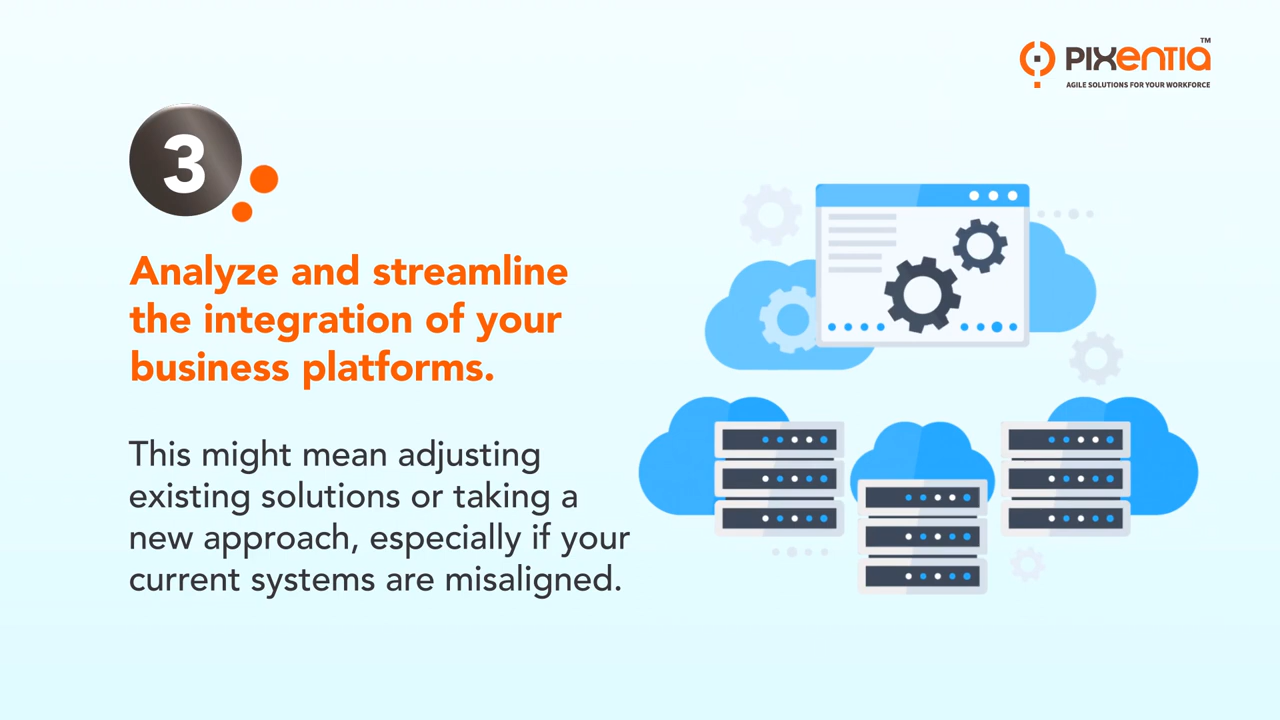 PIXENTIA™
AGILE SOLUTIONS FOR YOUR WORKFORCE
3
Analyze and streamline
the integration of your
business platforms.
This might mean adjusting
existing solutions or taking a
new approach, especially if your
current systems are misaligned.